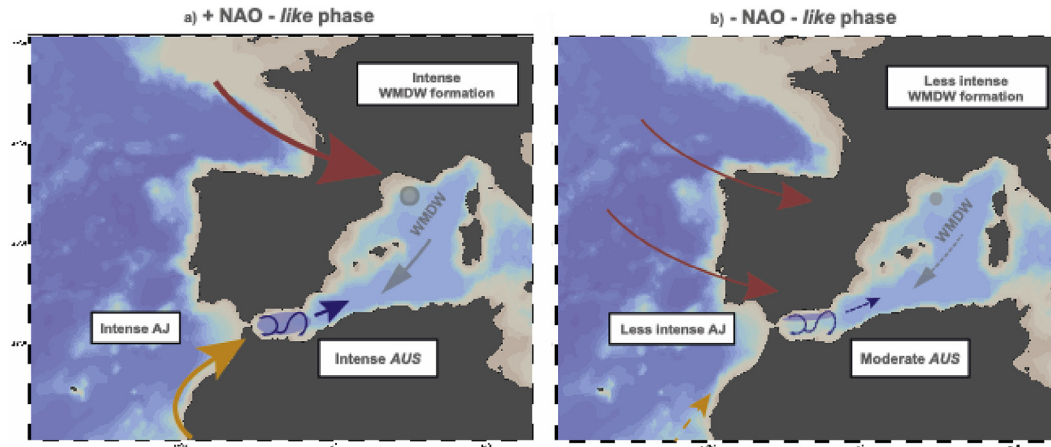 a) + NAO - like phase
Intense
WMDW formation
WMDW
Intense AJ
Intense AUS
b) - NAO - like phase
Less intense
WMDW formation
WMDW
Less intense AJ
Moderate AUS